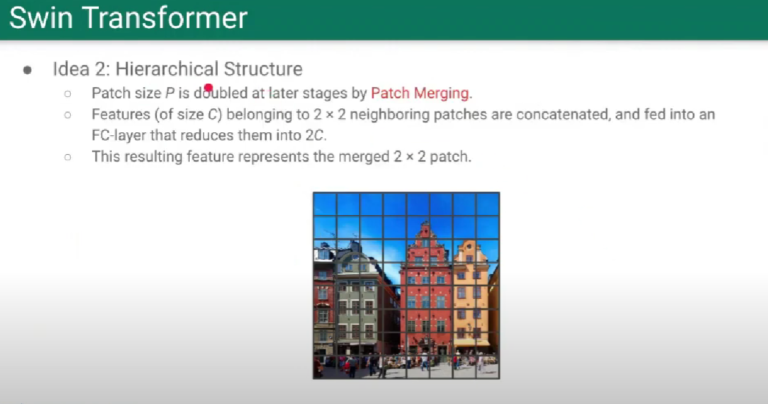 Swin Transformer
● Idea 2: Hierarchical Structure
○ Patch size P is doubled at later stages by Patch Merging.
○ Features (of size C) belonging to 2 × 2 neighboring patches are concatenated, and fed into an
FC-layer that reduces them into 2C.
○ This resulting feature represents the merged 2 × 2 patch.